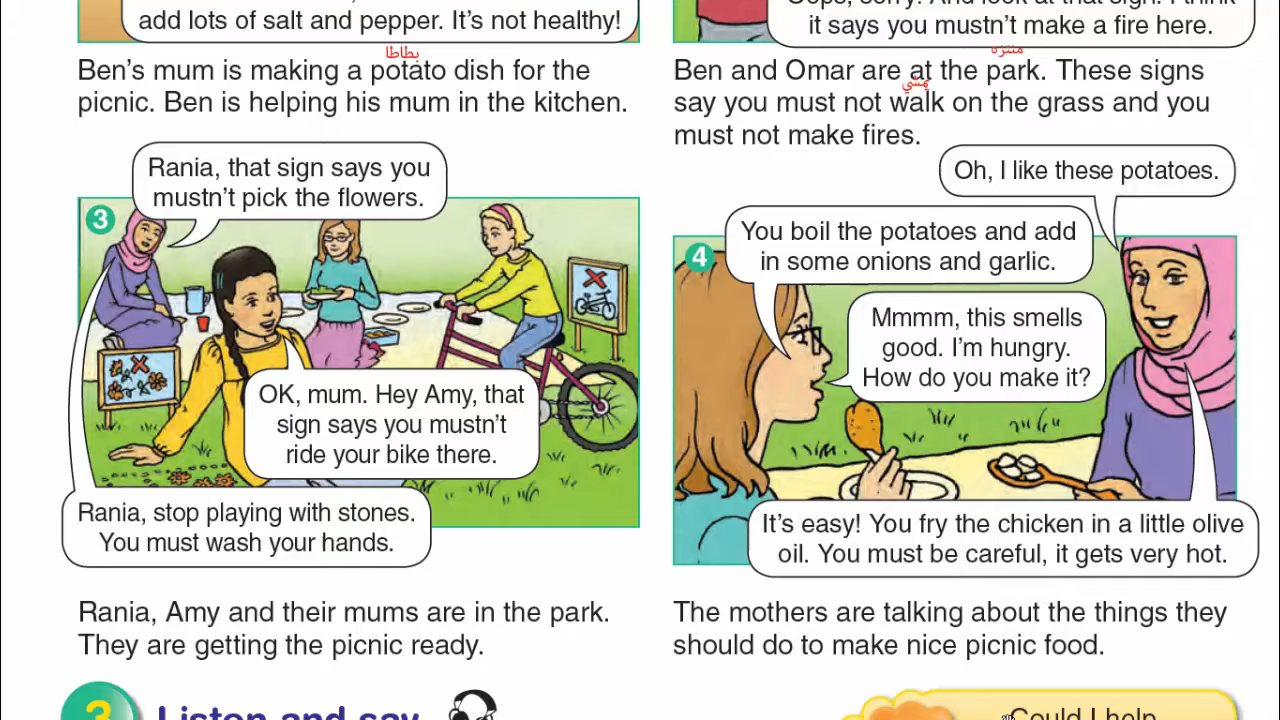 add lots of salt and pepper. It's not healthy!
بطاطا
Ben's mum is making a potato dish for the
picnic. Ben is helping his mum in the kitchen.
it says you mustn't make a fire here.
منتزه
Ben and Omar are at the park. These signs
يمشي
say you must not walk on the grass and you
must not make fires.
3
Rania, that sign says you
mustn't pick the flowers.
OK, mum. Hey Amy, that
sign says you mustn't
ride your bike there.
Rania, stop playing with stones.
You must wash your hands.
Rania, Amy and their mums are in the park.
They are getting the picnic ready.
4
Oh, I like these potatoes.
You boil the potatoes and add
in some onions and garlic.
Mmmm, this smells
good. I'm hungry.
How do you make it?
It's easy! You fry the chicken in a little olive
oil. You must be careful, it gets very hot.
The mothers are talking about the things they
should do to make nice picnic food.
3
Listen and say
Could I help